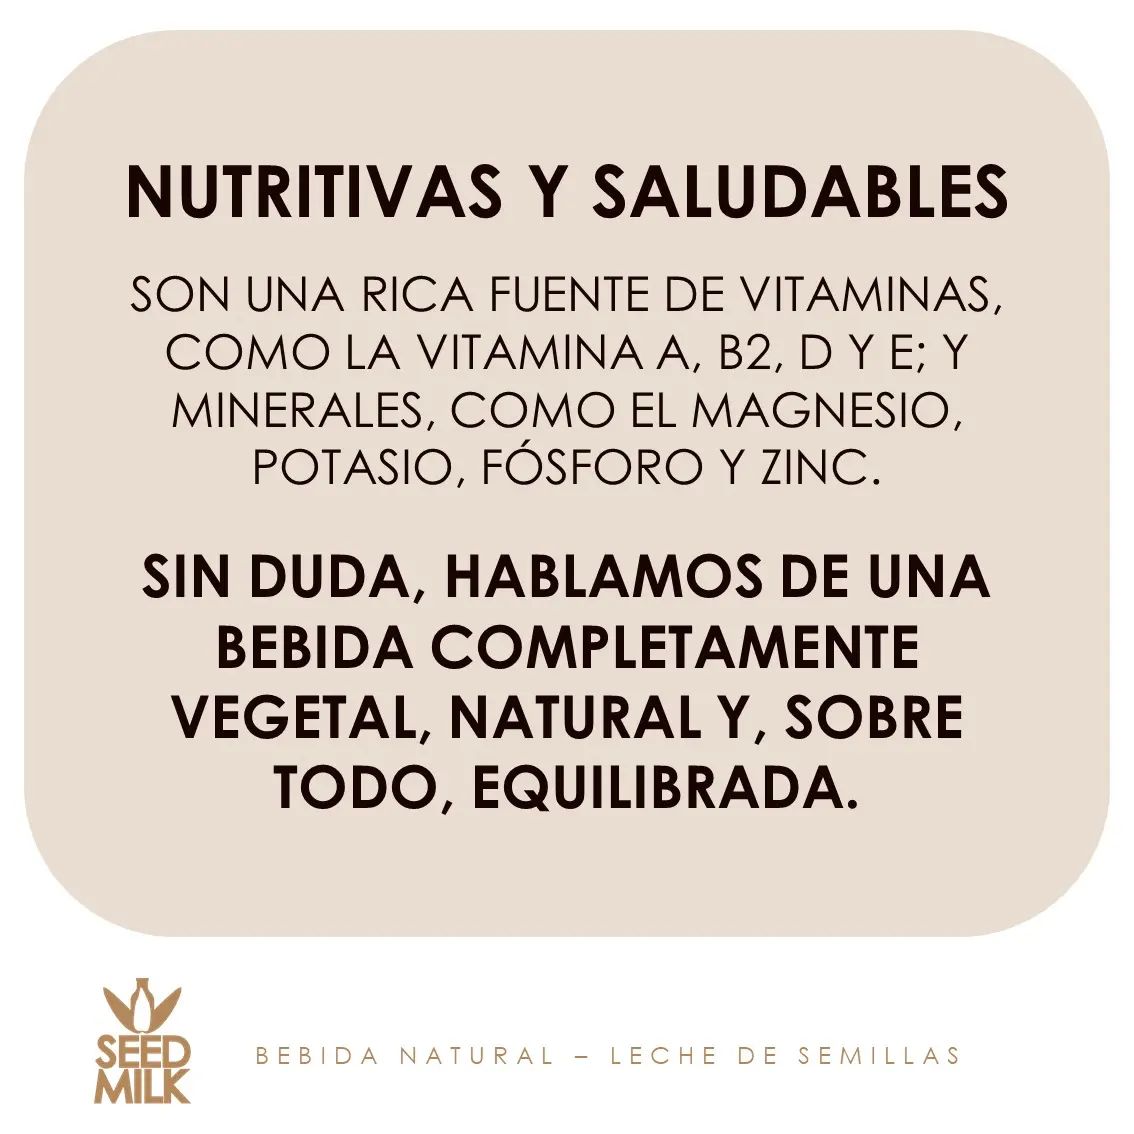 NUTRITIVAS Y SALUDABLES
SON UNA RICA FUENTE DE VITAMINAS,
COMO LA VITAMINA A, B2, D Y E; Y
MINERALES, COMO EL MAGNESIO,
POTASIO, FÓSFORO Y ZINC.
SIN DUDA, HABLAMOS DE UNA
BEBIDA COMPLETAMENTE
VEGETAL, NATURAL Y, SOBRE
TODO, EQUILIBRADA.
SEED
MILK
BEBIDA NATURAL – LECHE DE SEMILLAS